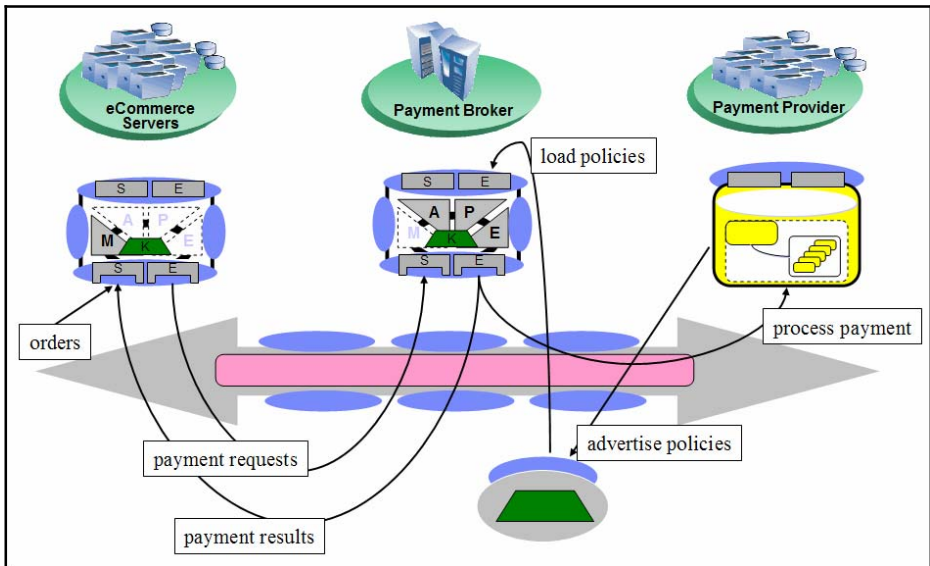 eCommerce
Servers
Payment Broker
Payment Provider
load policies
S E
S E
A P
M E
K
S E
A P
M E
K
S E
process payment
orders
advertise policies
payment requests
payment results